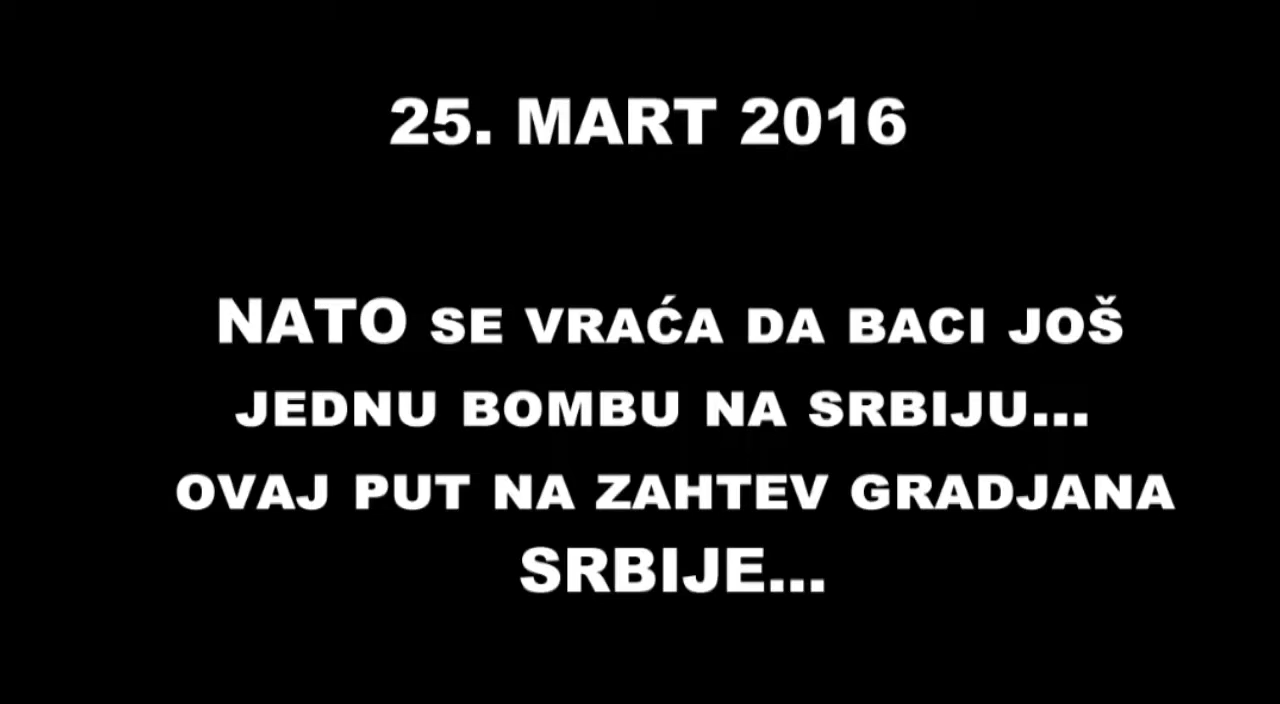 25. MART 2016
NATO SE VRAĆA DA BACI JOŠ
JEDNU BOMBU NA SRBIJU...
OVAJ PUT NA ZAHTEV GRADJANA
SRBIJE...